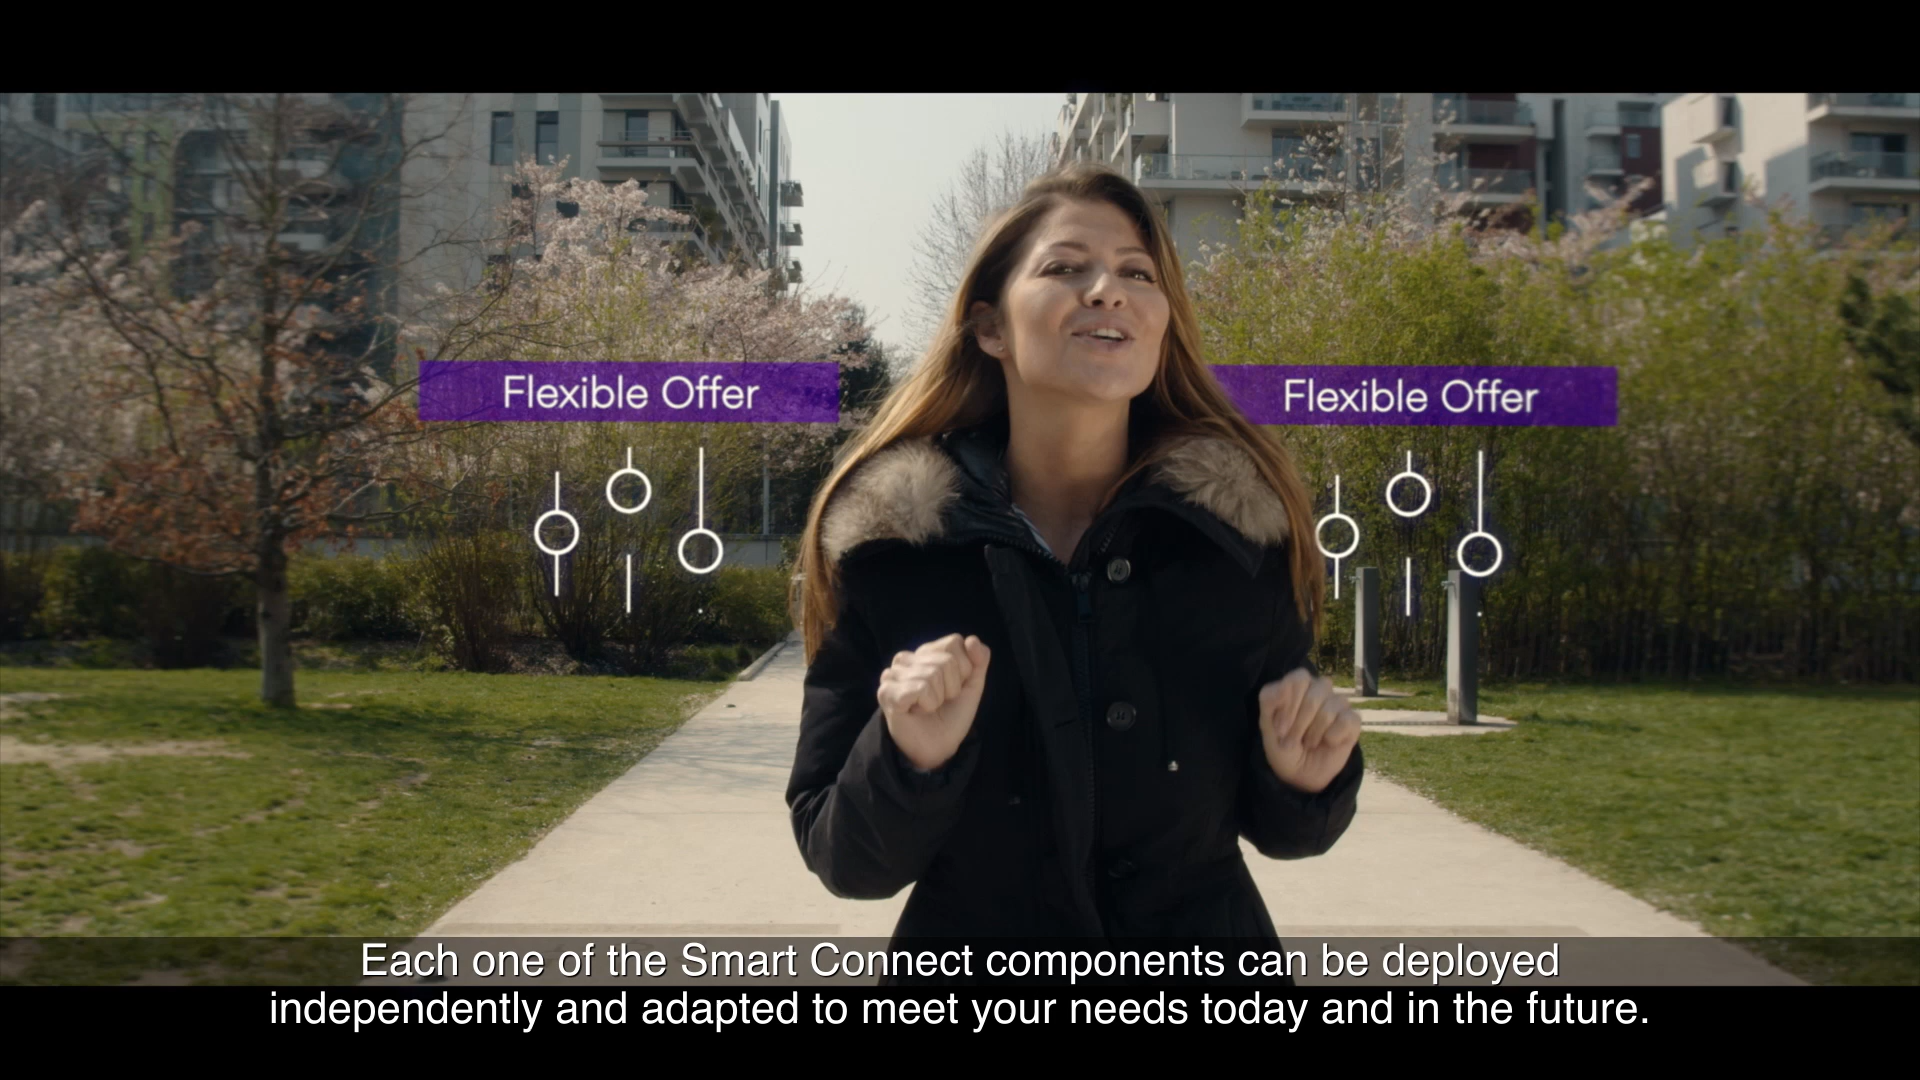 Flexible Offer
Flexible Offer
Each one of the Smart Connect components can be deployed
independently and adapted to meet your needs today and in the future.